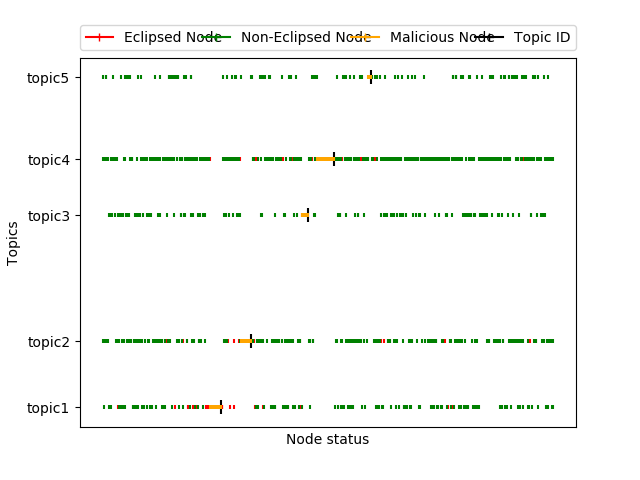 Eclipsed Node Non-Eclipsed Node Malicious Node Topic ID
topic5
topic4
topic3
topic2
topic1
Topics
Node status